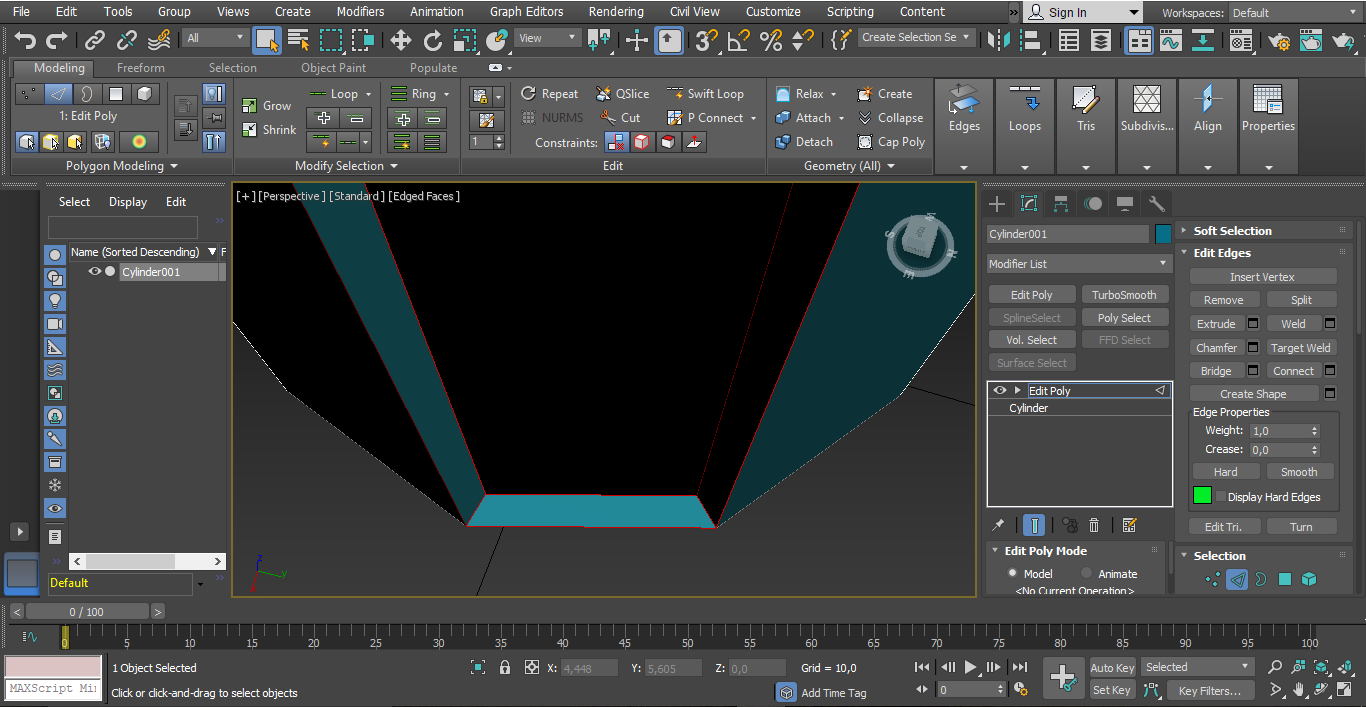 File Edit Tools Group Views Create Modifiers Animation Graph Editors Rendering Civil View Customize Scripting Content Sign In Workspaces: Default
All View Create Selection Se
Modeling Freeform Selection Object Paint Populate
1: Edit Poly
Polygon Modeling
Grow Loop Ring
Shrink
Modify Selection
1
Repeat QSlice Swift Loop
NURMS Cut P Connect
Constraints:
Edit
Relax Create
Attach Collapse
Detach Cap Poly
Geometry (All)
Edges Loops Tris Subdivis... Align Properties
Select Display Edit
Name (Sorted Descending) F
Cylinder001
Default
[+] [Perspective] [Standard] [Edged Faces]
N
S
E
z
y
Cylinder001
Modifier List
Edit Poly TurboSmooth
SplineSelect Poly Select
Vol. Select FFD Select
Surface Select
Edit Poly
Cylinder
Edit Poly Mode
Model Animate
<No Current Operation>
Soft Selection
Edit Edges
Insert Vertex
Remove Split
Extrude Weld
Chamfer Target Weld
Bridge Connect
Create Shape
Edge Properties
Weight: 1,0
Crease: 0,0
Hard Smooth
Display Hard Edges
Edit Tri. Turn
Selection
0 / 100
0 5 10 15 20 25 30 35 40 45 50 55 60 65 70 75 80 85 90 95 100
1 Object Selected X: 4,448 Y: 5,605 Z: 0,0 Grid = 10,0 Auto Key Selected
MAXScript Mi
Click or click-and-drag to select objects Add Time Tag 0 Set Key Key Filters...